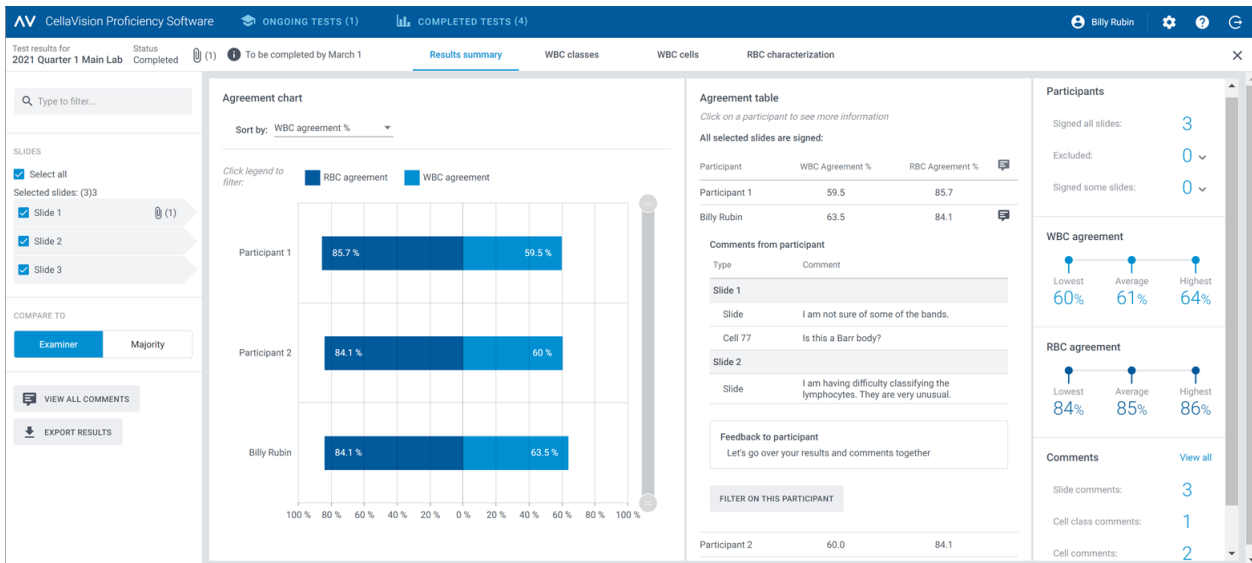 CellaVision Proficiency Software
ONGOING TESTS (1)
COMPLETED TESTS (4)
Billy Rubin
Test results for
2021 Quarter 1 Main Lab
Status
Completed
(1)
To be completed by March 1
Results summary
WBC classes
WBC cells
RBC characterization
Type to filter...
SLIDES
Select all
Selected slides: (3)3
Slide 1
(1)
Slide 2
Slide 3
COMPARE TO
Examiner
Majority
VIEW ALL COMMENTS
EXPORT RESULTS
Agreement chart
Sort by: WBC agreement %
Click legend to
filter:
RBC agreement
WBC agreement
Participant 1
85.7 %
59.5 %
Participant 2
84.1 %
60 %
Billy Rubin
84.1 %
63.5 %
100 % 80 % 60 % 40 % 20 % 0 % 20 % 40 % 60 % 80 % 100 %
Agreement table
Click on a participant to see more information
All selected slides are signed:
Participant WBC Agreement % RBC Agreement %
Participant 1 59.5 85.7
Billy Rubin 63.5 84.1
Comments from participant
Type Comment
Slide 1
Slide I am not sure of some of the bands.
Cell 77 Is this a Barr body?
Slide 2
Slide I am having difficulty classifying the
lymphocytes. They are very unusual.
Feedback to participant
Let's go over your results and comments together
FILTER ON THIS PARTICIPANT
Participant 2 60.0 84.1
Participants
Signed all slides: 3
Excluded: 0
Signed some slides: 0
WBC agreement
Lowest Average Highest
60% 61% 64%
RBC agreement
Lowest Average Highest
84% 85% 86%
Comments View all
Slide comments: 3
Cell class comments: 1
Cell comments: 2